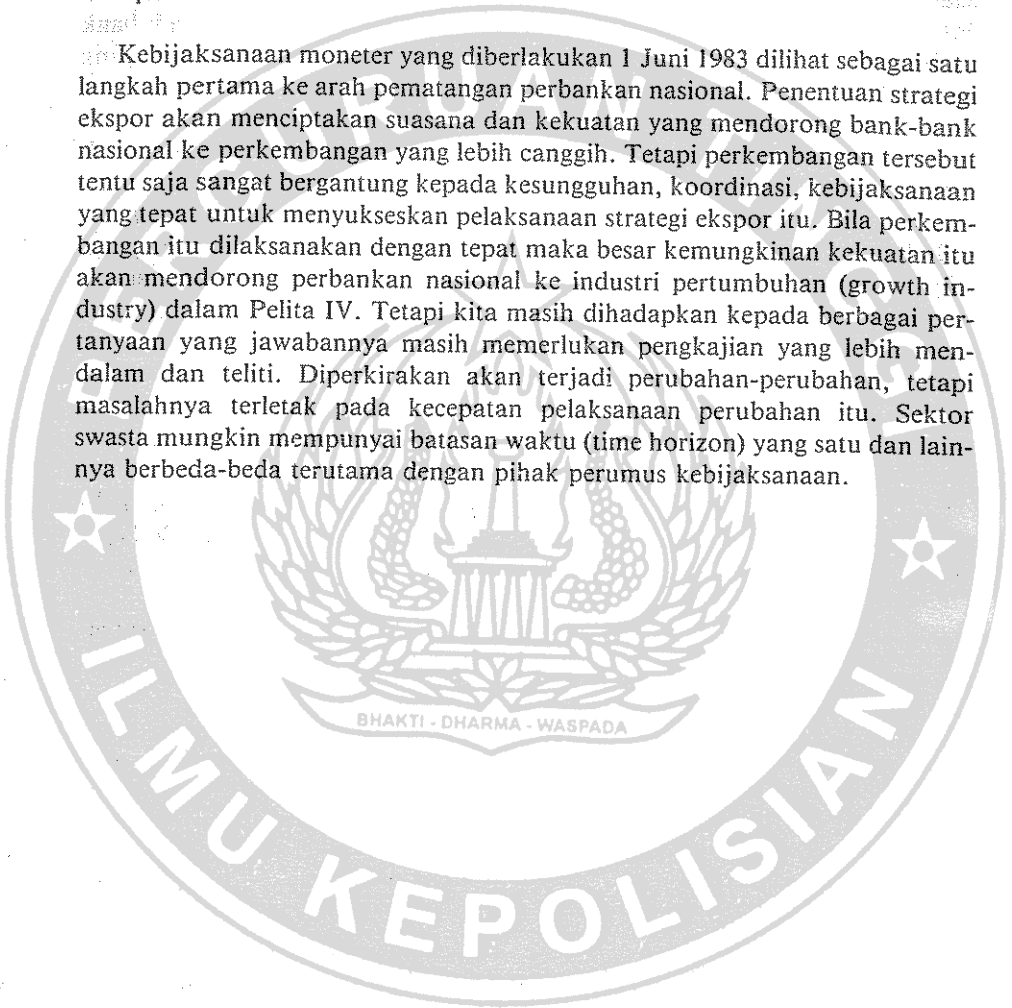 Kebijaksanaan moneter yang diberlakukan 1 Juni 1983 dilihat sebagai satu
langkah pertama ke arah pematangan perbankan nasional. Penentuan strategi
ekspor akan menciptakan suasana dan kekuatan yang mendorong bank-bank
nasional ke perkembangan yang lebih canggih. Tetapi perkembangan tersebut
tentu saja sangat bergantung kepada kesungguhan, koordinasi, kebijaksanaan
yang tepat untuk menyukseskan pelaksanaan strategi ekspor itu. Bila perkem-
bangan itu dilaksanakan dengan tepat maka besar kemungkinan kekuatan itu
akan mendorong perbankan nasional ke industri pertumbuhan (growth in-
dustry) dalam Pelita IV. Tetapi kita masih dihadapkan kepada berbagai per-
tanyaan yang jawabannya masih memerlukan pengkajian yang lebih men-
dalam dan teliti. Diperkirakan akan terjadi perubahan-perubahan, tetapi
masalahnya terletak pada kecepatan pelaksanaan perubahan itu. Sektor
swasta mungkin mempunyai batasan waktu (time horizon) yang satu dan lain-
nya berbeda-beda terutama dengan pihak perumus kebijaksanaan.
PERGURUAN TINGGI
BHAKTI - DHARMA - WASPADA
ILMU KEPOLISIAN